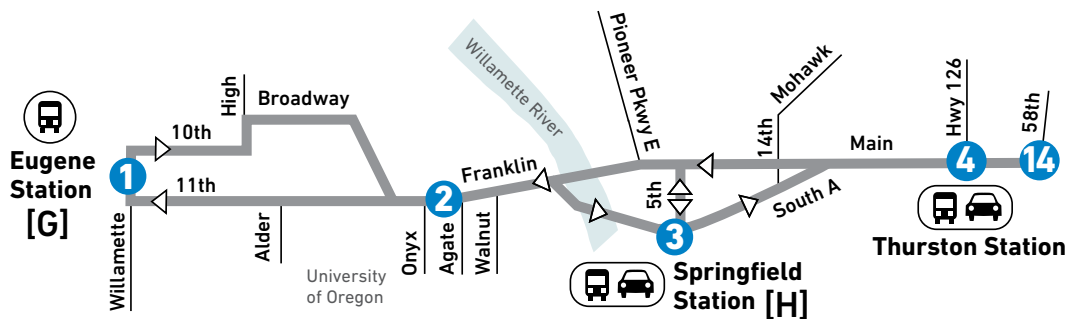 Eugene
Station
[G]
1
10th
11th
Willamette
High
Broadway
Alder
University
of Oregon
Onyx
2
Agate
Walnut
Franklin
Willamette River
Pioneer Pkwy E
5th
3
Springfield
Station [H]
14th
Mohawk
South A
Main
Hwy 126
4
58th
14
Thurston Station